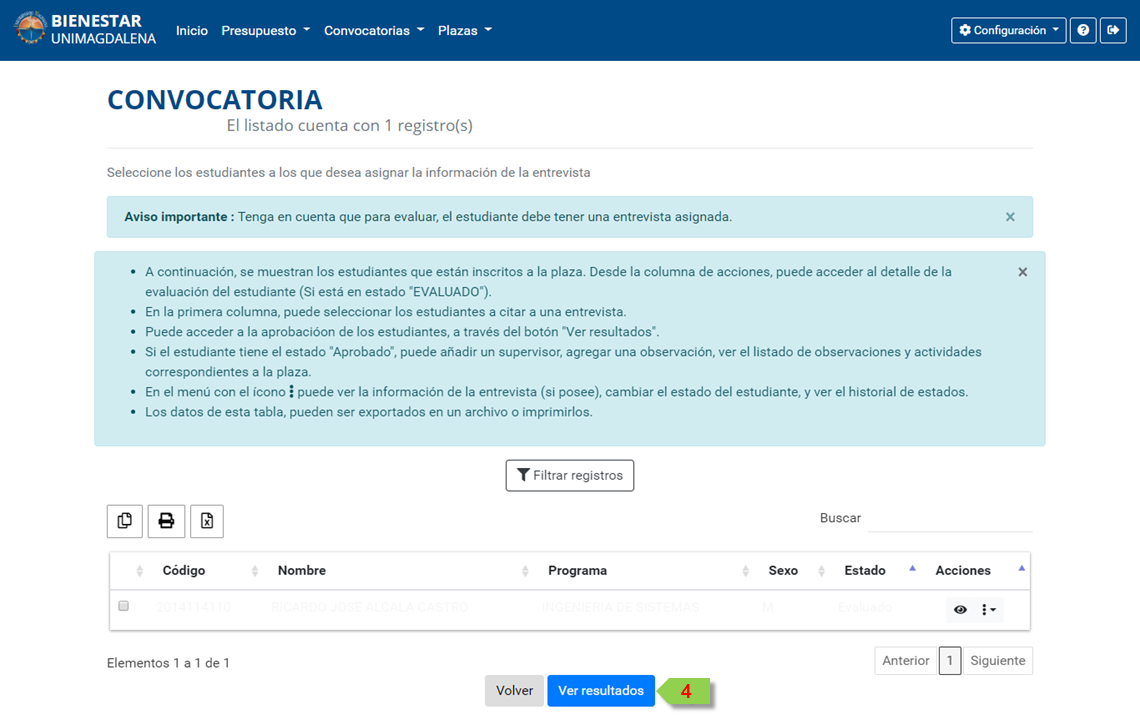 BIENESTAR
UNIMAGDALENA
Inicio Presupuesto Convocatorias Plazas Configuración
CONVOCATORIA
El listado cuenta con 1 registro(s)
Seleccione los estudiantes a los que desea asignar la información de la entrevista
Aviso importante : Tenga en cuenta que para evaluar, el estudiante debe tener una entrevista asignada. ×
• A continuación, se muestran los estudiantes que están inscritos a la plaza. Desde la columna de acciones, puede acceder al detalle de la ×
evaluación del estudiante (Si está en estado "EVALUADO").
• En la primera columna, puede seleccionar los estudiantes a citar a una entrevista.
• Puede acceder a la aprobacióon de los estudiantes, a través del botón "Ver resultados".
• Si el estudiante tiene el estado "Aprobado", puede añadir un supervisor, agregar una observación, ver el listado de observaciones y actividades
correspondientes a la plaza.
• En el menú con el ícono puede ver la información de la entrevista (si posee), cambiar el estado del estudiante, y ver el historial de estados.
• Los datos de esta tabla, pueden ser exportados en un archivo o imprimirlos.
Filtrar registros
Buscar
Código Nombre Programa Sexo Estado Acciones
2014114110 RICARDO JOSE ALCALA CASTRO INGENIERIA DE SISTEMAS M Evaluado
Elementos 1 a 1 de 1
Anterior 1 Siguiente
Volver Ver resultados 4